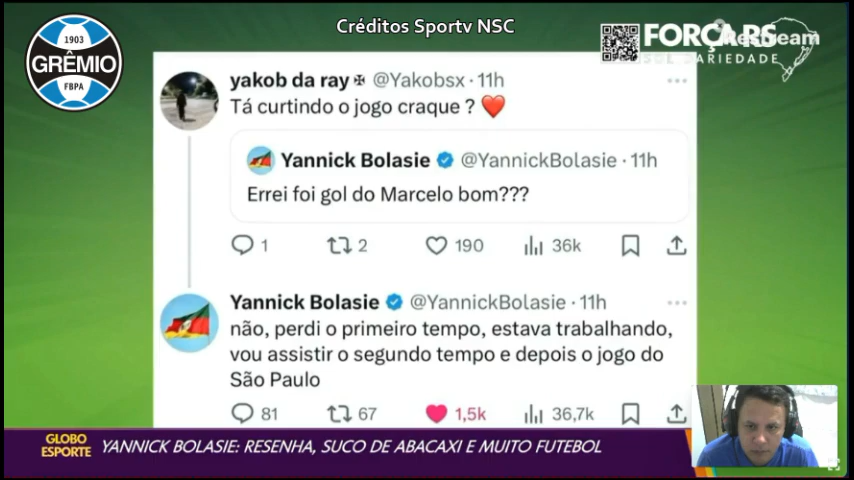 Créditos Sportv NSC
1903
GRÊMIO
FBPA
FORÇA RS
SOLIDARIEDADE
yakob da ray @Yakobsx · 11h
Tá curtindo o jogo craque ? ❤️
Yannick Bolasie @YannickBolasie · 11h
Errei foi gol do Marcelo bom???
1 2 190 36k
Yannick Bolasie @YannickBolasie · 11h
não, perdi o primeiro tempo, estava trabalhando,
vou assistir o segundo tempo e depois o jogo do
São Paulo
81 67 1,5k 36,7k
GLOBO
ESPORTE
YANNICK BOLASIE: RESENHA, SUCO DE ABACAXI E MUITO FUTEBOL